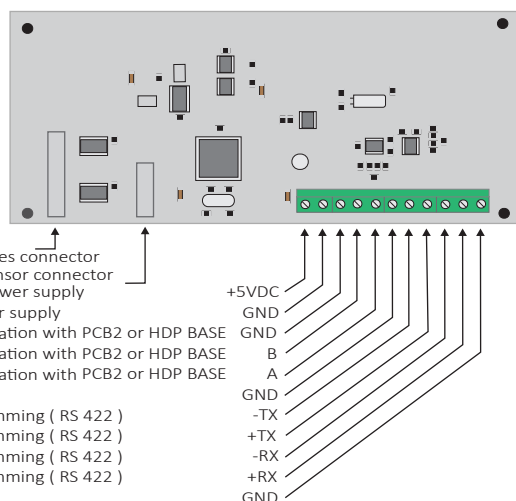 es connector
nsor connector
wer supply +5VDC
r supply GND
ation with PCB2 or HDP BASE GND
ation with PCB2 or HDP BASE B
ation with PCB2 or HDP BASE A
GND
mming ( RS 422 ) -TX
mming ( RS 422 ) +TX
mming ( RS 422 ) -RX
mming ( RS 422 ) +RX
GND